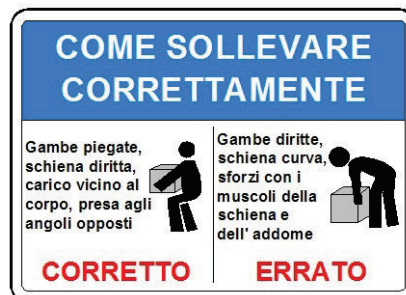 COME SOLLEVARE
CORRETTAMENTE
Gambe piegate,
schiena diritta,
carico vicino al
corpo, presa agli
angoli opposti
CORRETTO
Gambe diritte,
schiena curva,
sforzi con i
muscoli della
schiena e
dell' addome
ERRATO